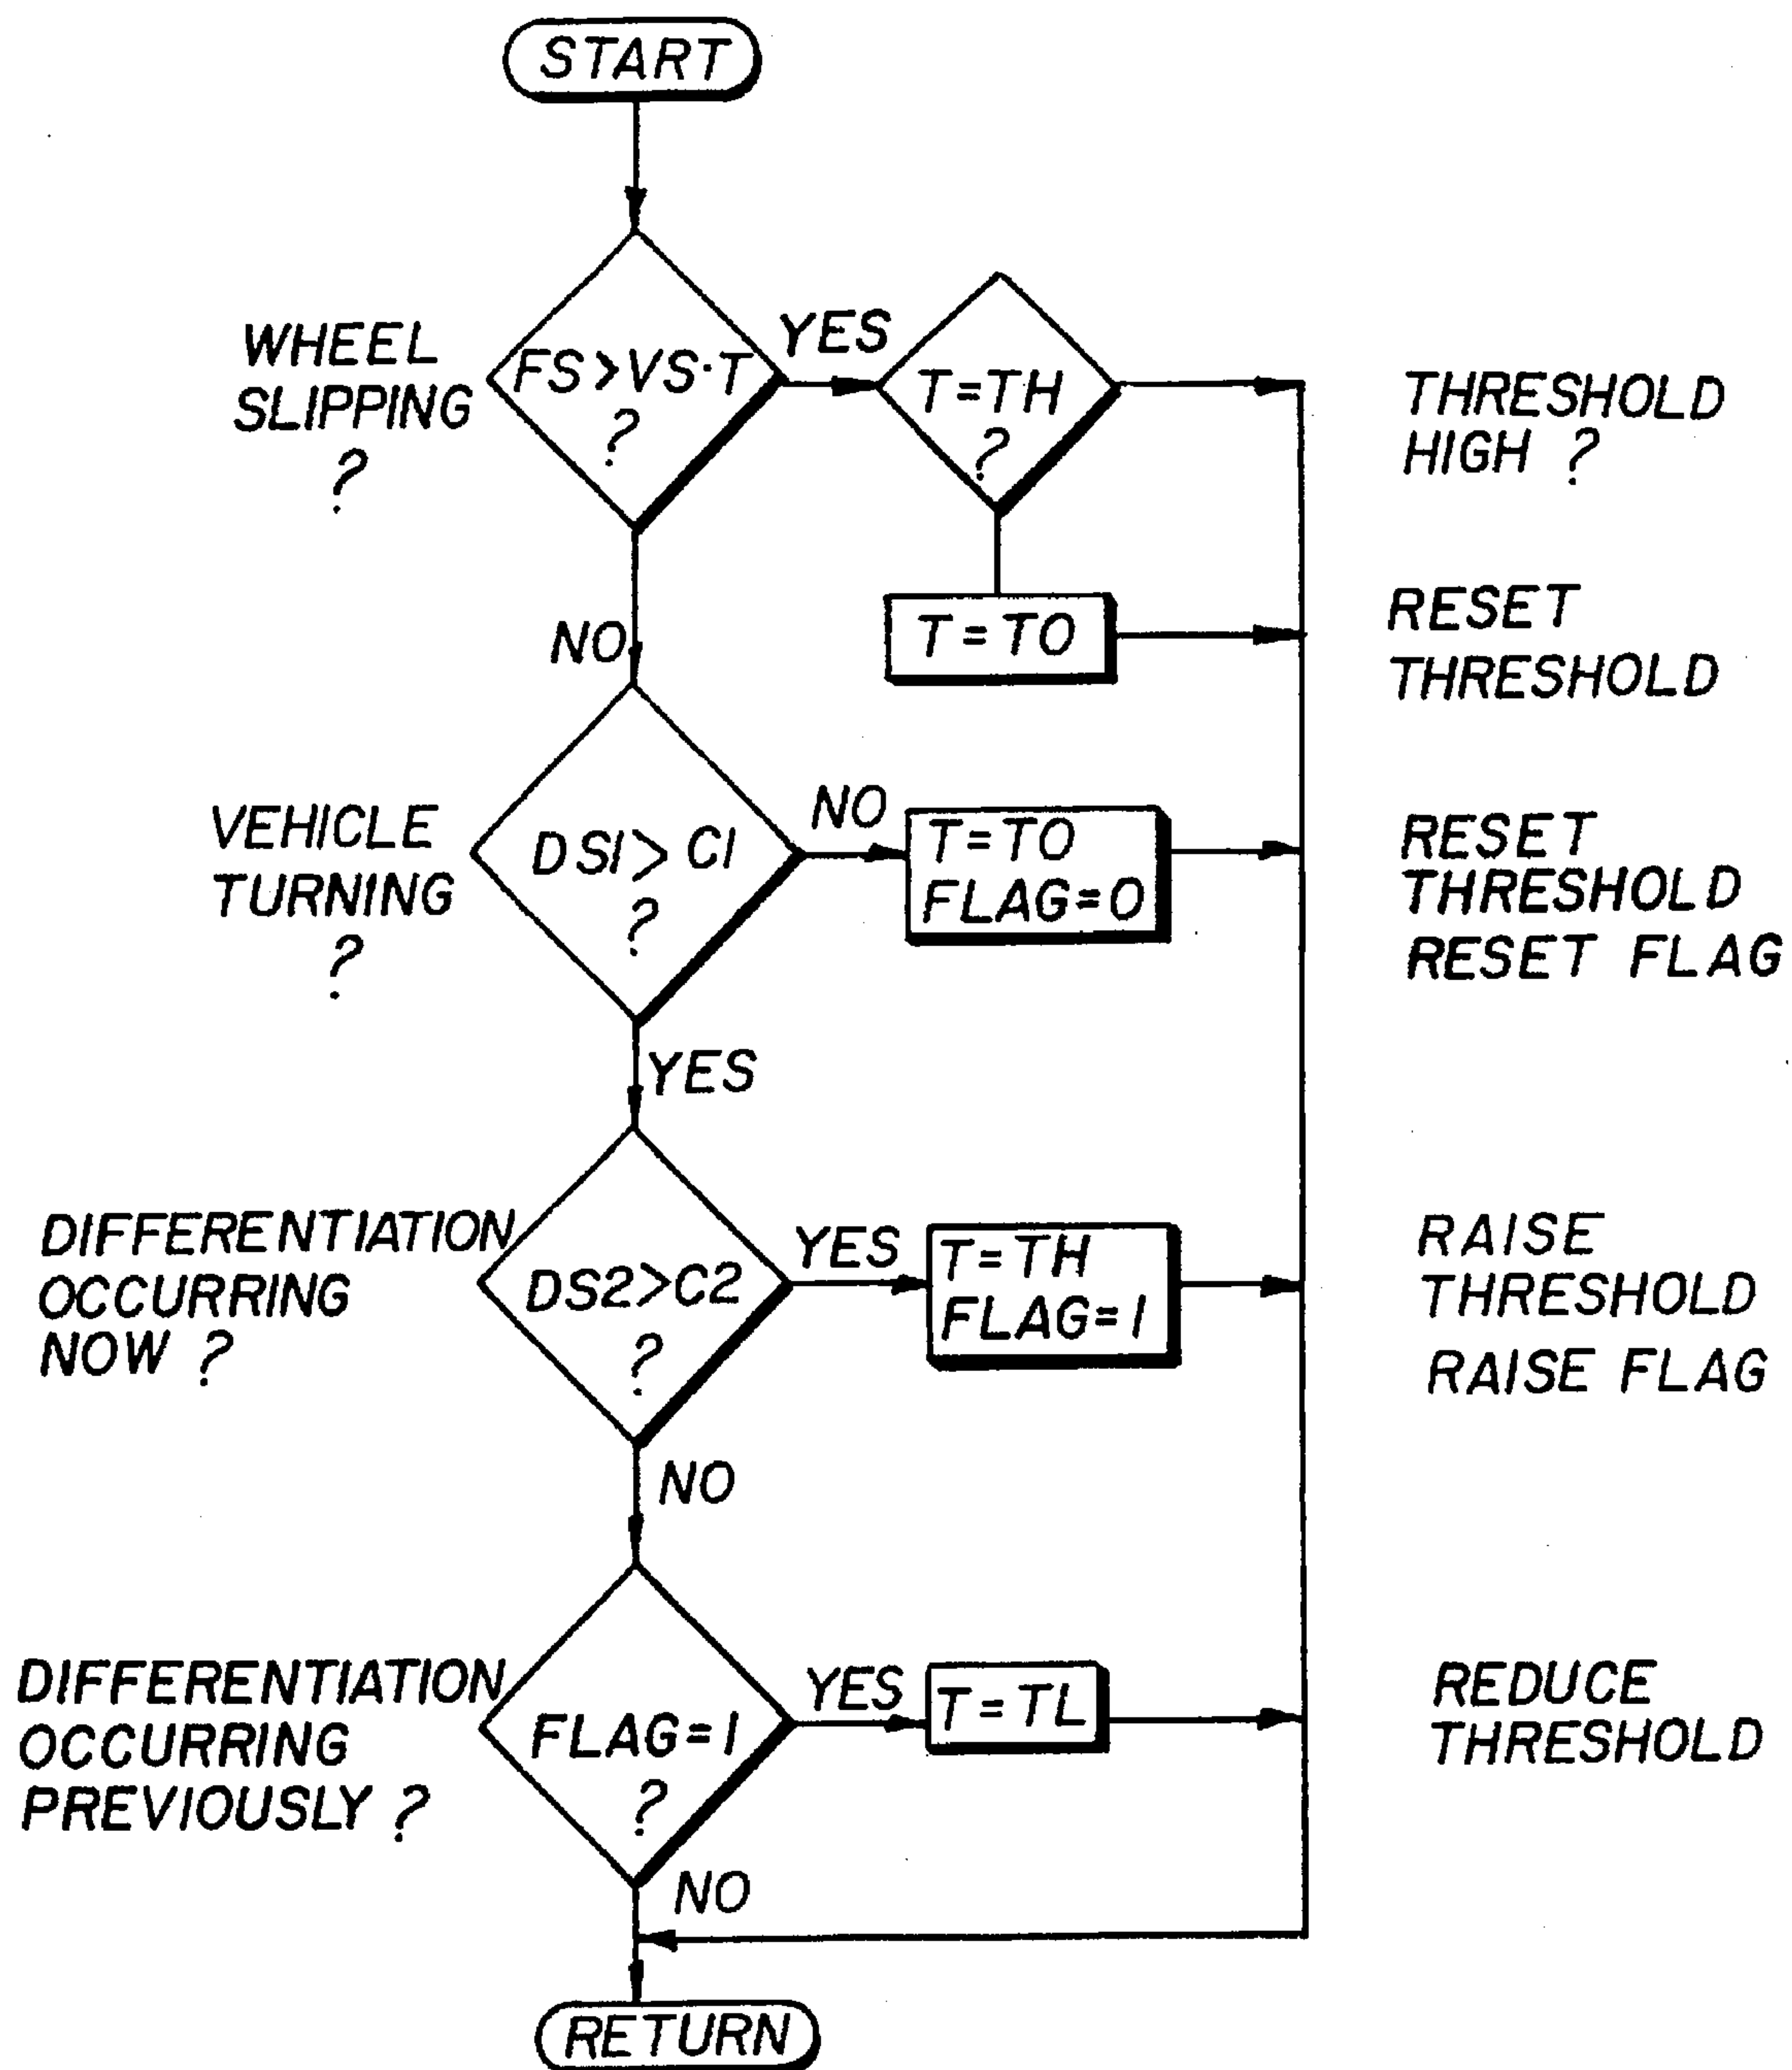 START
WHEEL
SLIPPING
?
FS>VS·T
?
YES
T=TH
?
THRESHOLD
HIGH ?
NO
T=TO
RESET
THRESHOLD
VEHICLE
TURNING
?
DS1>C1
?
NO
T=TO
FLAG=0
RESET
THRESHOLD
RESET FLAG
YES
DIFFERENTIATION
OCCURRING
NOW ?
DS2>C2
?
YES
T=TH
FLAG=1
RAISE
THRESHOLD
RAISE FLAG
NO
DIFFERENTIATION
OCCURRING
PREVIOUSLY ?
FLAG=1
?
YES
T=TL
REDUCE
THRESHOLD
NO
RETURN